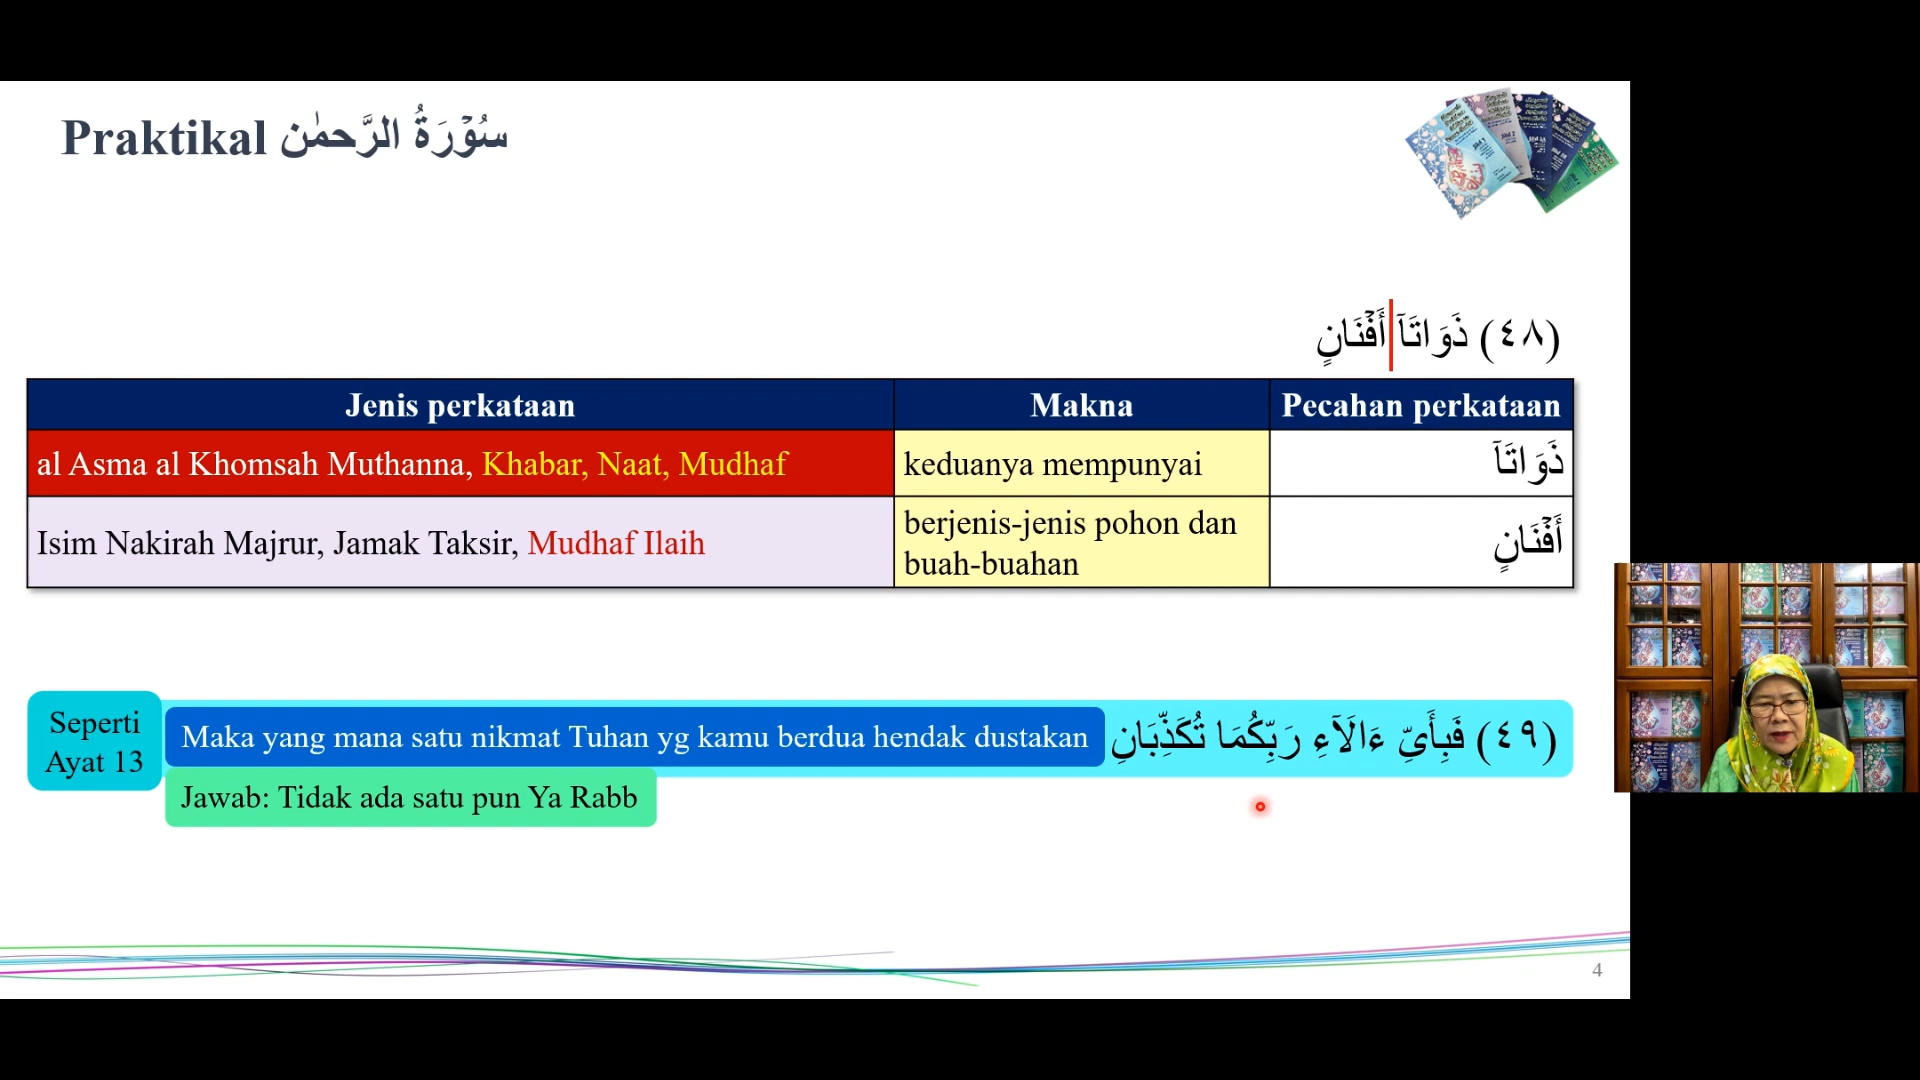 Praktikal سُوۡرَةُ الرَّحمٰن
(٤٨) ذَوَاتَآ أَفۡنَانٍ
Jenis perkataan Makna Pecahan perkataan
al Asma al Khomsah Muthanna, Khabar, Naat, Mudhaf keduanya mempunyai ذَوَاتَآ
Isim Nakirah Majrur, Jamak Taksir, Mudhaf Ilaih berjenis-jenis pohon dan buah-buahan أَفۡنَانٍ
Seperti Ayat 13
Maka yang mana satu nikmat Tuhan yg kamu berdua hendak dustakan (٤٩) فَبِأَىِّ ءَالَآءِ رَبِّكُمَا تُكَذِّبَانِ
Jawab: Tidak ada satu pun Ya Rabb
4